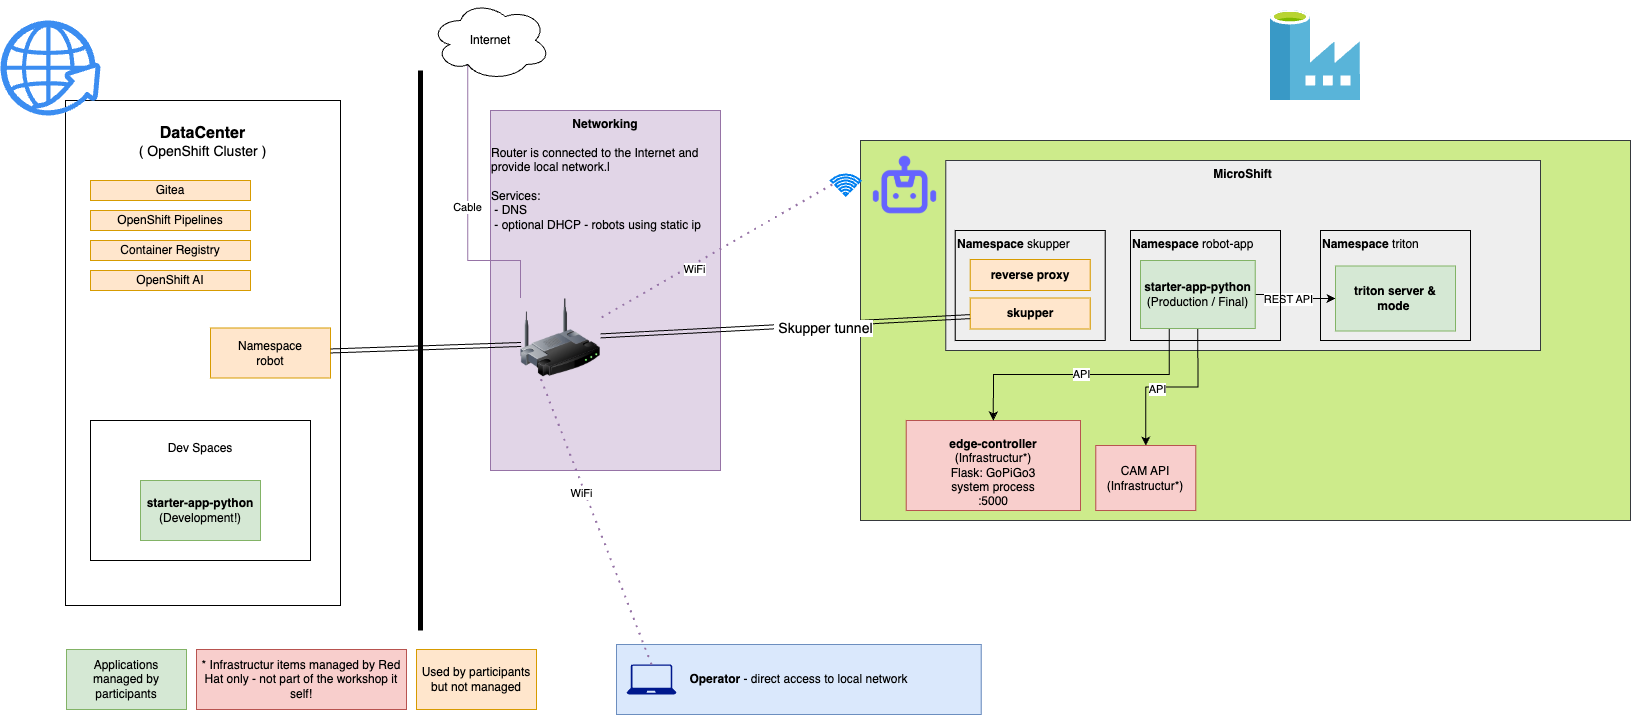 Internet
DataCenter
( OpenShift Cluster )
Gitea
OpenShift Pipelines
Container Registry
OpenShift AI
Namespace
robot
Dev Spaces
starter-app-python
(Development!)
Cable
Networking
Router is connected to the Internet and
provide local network.l
Services:
- DNS
- optional DHCP - robots using static ip
WiFi
Skupper tunnel
WiFi
MicroShift
Namespace skupper
reverse proxy
skupper
Namespace robot-app
starter-app-python
(Production / Final)
REST API
Namespace triton
triton server &
mode
API
API
edge-controller
(Infrastructur*)
Flask: GoPiGo3
system process
:5000
CAM API
(Infrastructur*)
Applications
managed by
participants
* Infrastructur items managed by Red
Hat only - not part of the workshop it
self!
Used by participants
but not managed
Operator - direct access to local network